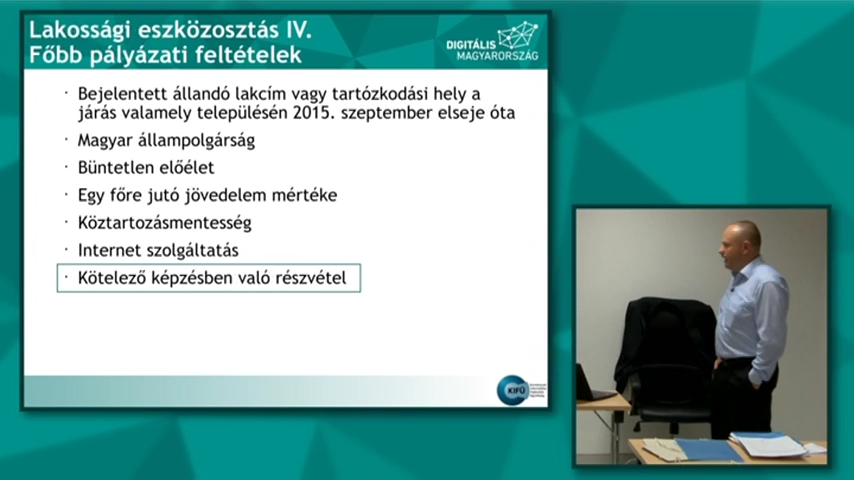 Lakossági eszközosztás IV.
Főbb pályázati feltételek
DIGITÁLIS
MAGYARORSZÁG
· Bejelentett állandó lakcím vagy tartózkodási hely a
járás valamely településén 2015. szeptember elseje óta
· Magyar állampolgárság
· Büntetlen előélet
· Egy főre jutó jövedelem mértéke
· Köztartozásmentesség
· Internet szolgáltatás
· Kötelező képzésben való részvétel
KIFÜ